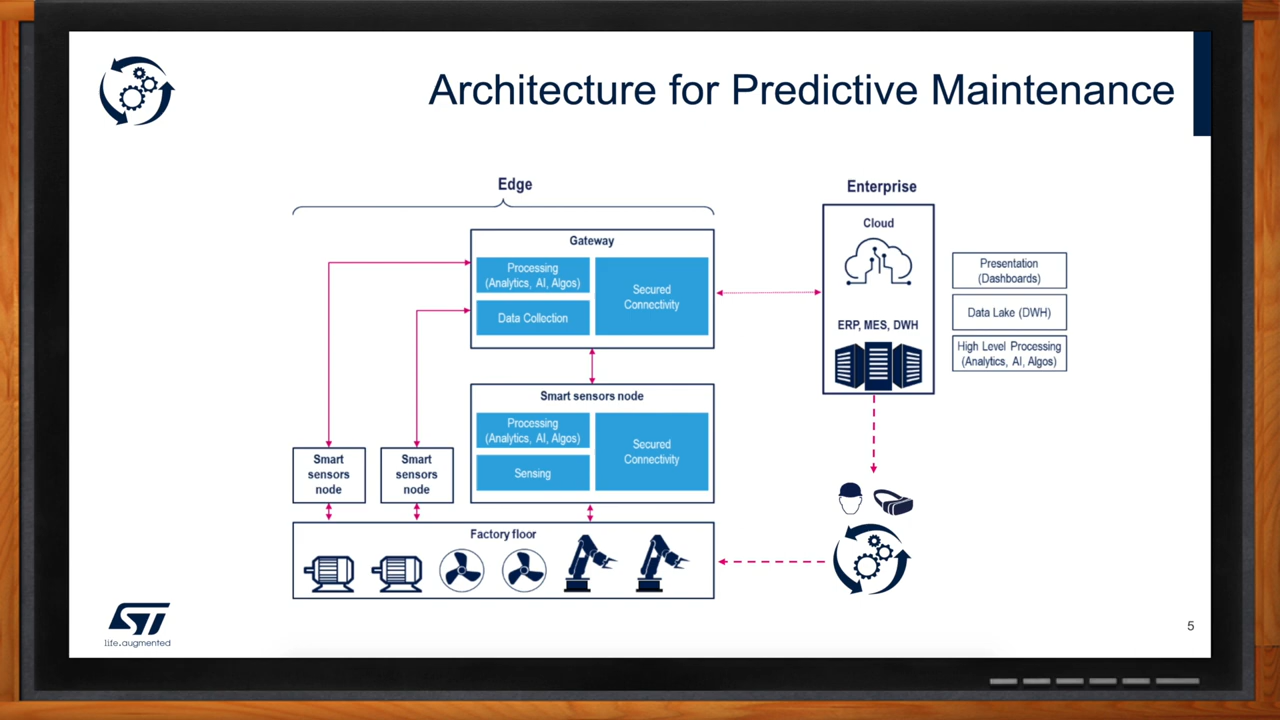 Architecture for Predictive Maintenance
Edge
Enterprise
Gateway
Processing
(Analytics, AI, Algos)
Data Collection
Secured
Connectivity
Cloud
ERP, MES, DWH
Presentation
(Dashboards)
Data Lake (DWH)
High Level Processing
(Analytics, AI, Algos)
Smart sensors node
Processing
(Analytics, AI, Algos)
Sensing
Secured
Connectivity
Smart
sensors
node
Smart
sensors
node
Factory floor
ST
life.augmented
5